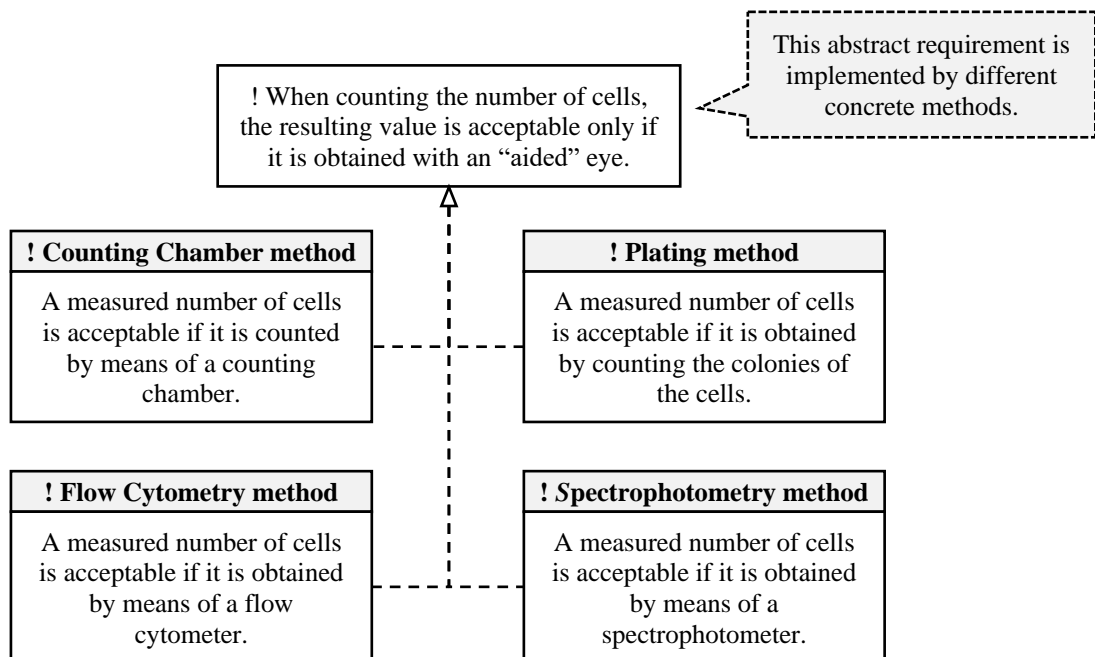 This abstract requirement is
implemented by different
concrete methods.
! When counting the number of cells,
the resulting value is acceptable only if
it is obtained with an “aided” eye.
! Counting Chamber method
A measured number of cells
is acceptable if it is counted
by means of a counting
chamber.
! Plating method
A measured number of cells
is acceptable if it is obtained
by counting the colonies of
the cells.
! Flow Cytometry method
A measured number of cells
is acceptable if it is obtained
by means of a flow
cytometer.
! Spectrophotometry method
A measured number of cells
is acceptable if it is obtained
by means of a
spectrophotometer.